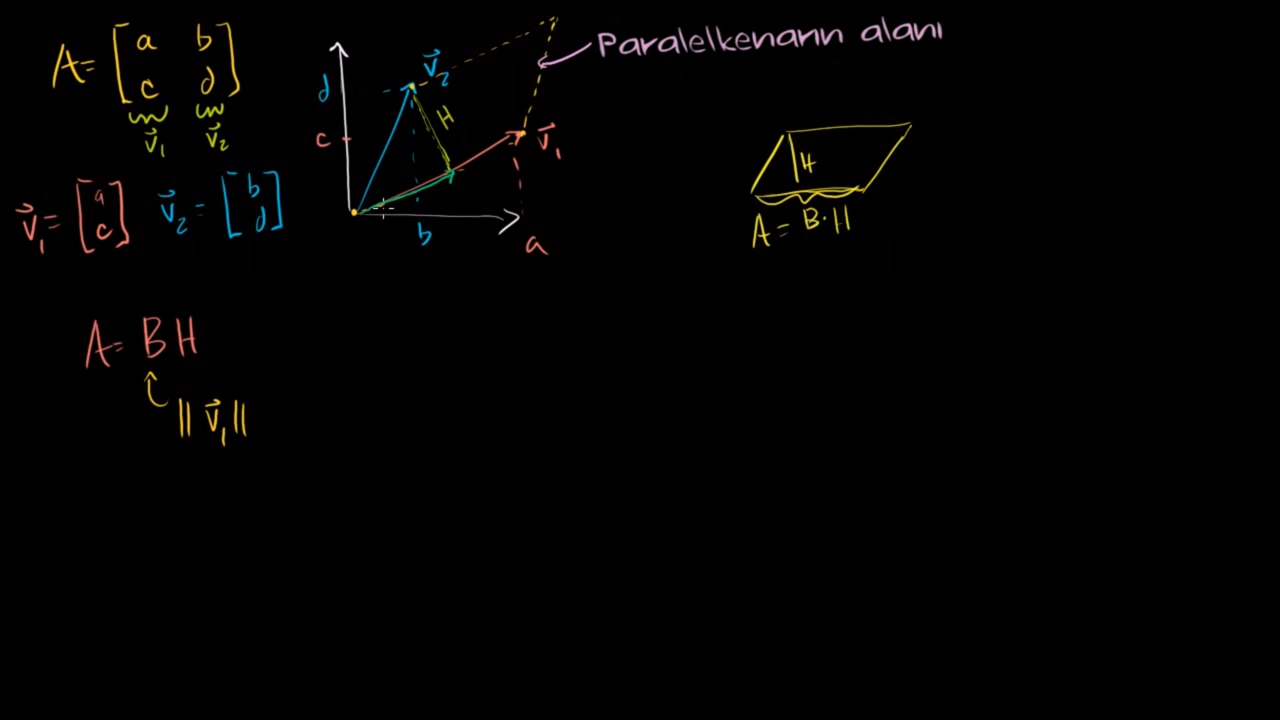 A = [a b
c d]
v⃗₁ v⃗₂
v⃗₁ = [a
c]
v⃗₂ = [b
d]
d
c
v⃗₂
H
v⃗₁
b
a
Paralelkenarın alanı
H
A = B·H
A = BH
||v⃗₁||